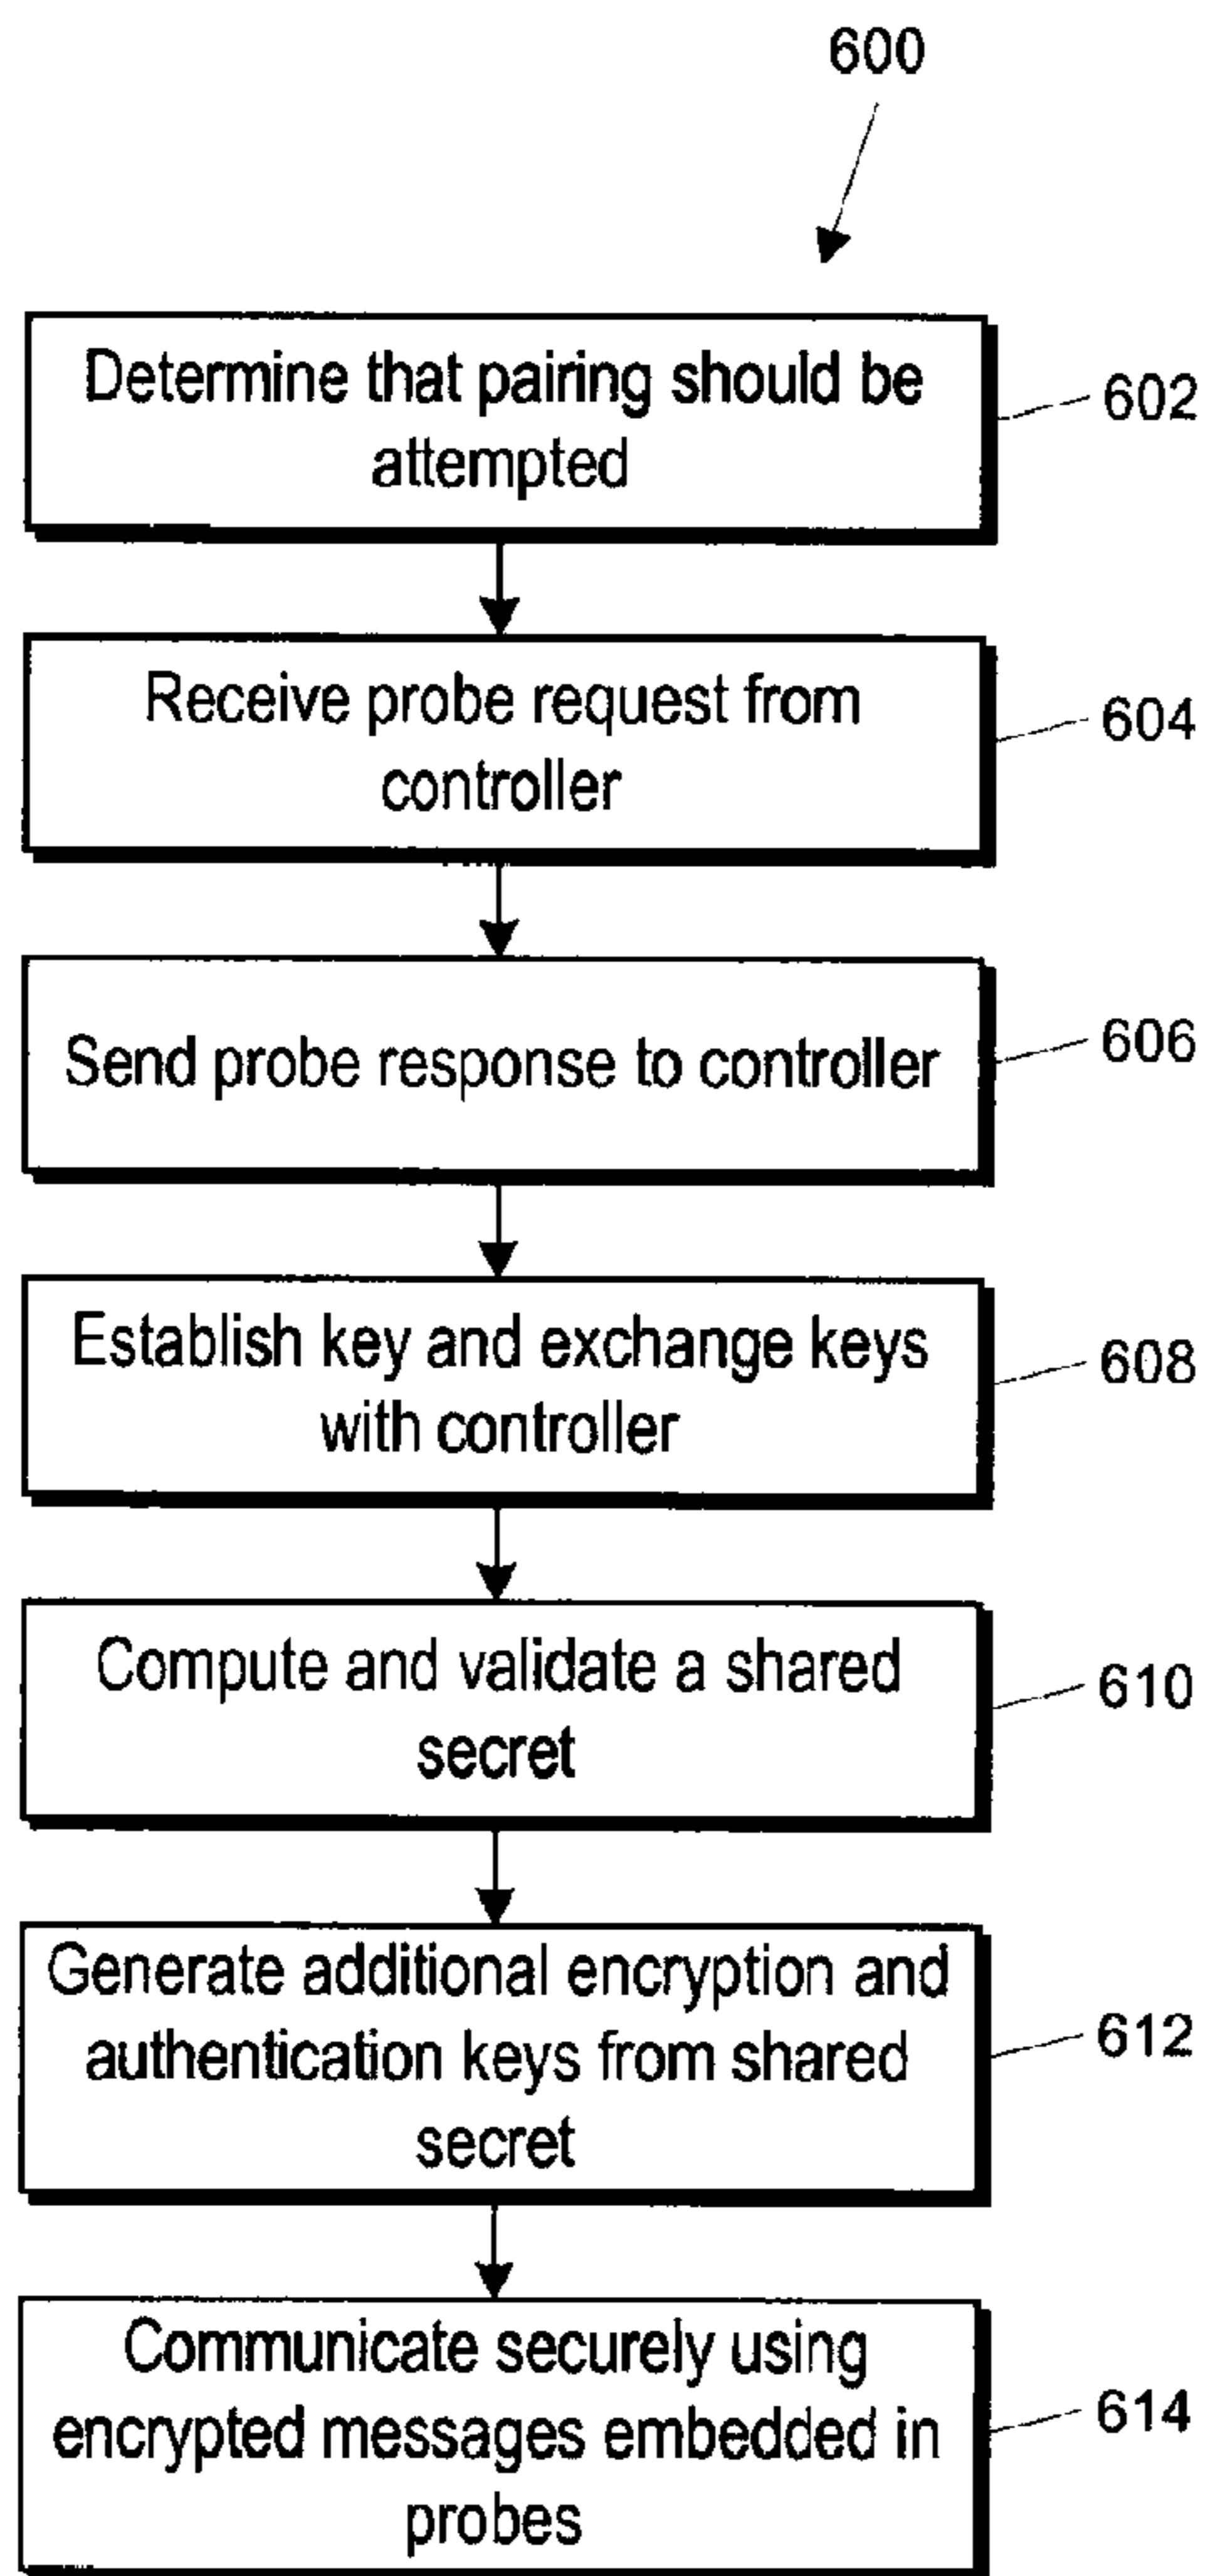 600
Determine that pairing should be
attempted
602
Receive probe request from
controller
604
Send probe response to controller
606
Establish key and exchange keys
with controller
608
Compute and validate a shared
secret
610
Generate additional encryption and
authentication keys from shared
secret
612
Communicate securely using
encrypted messages embedded in
probes
614